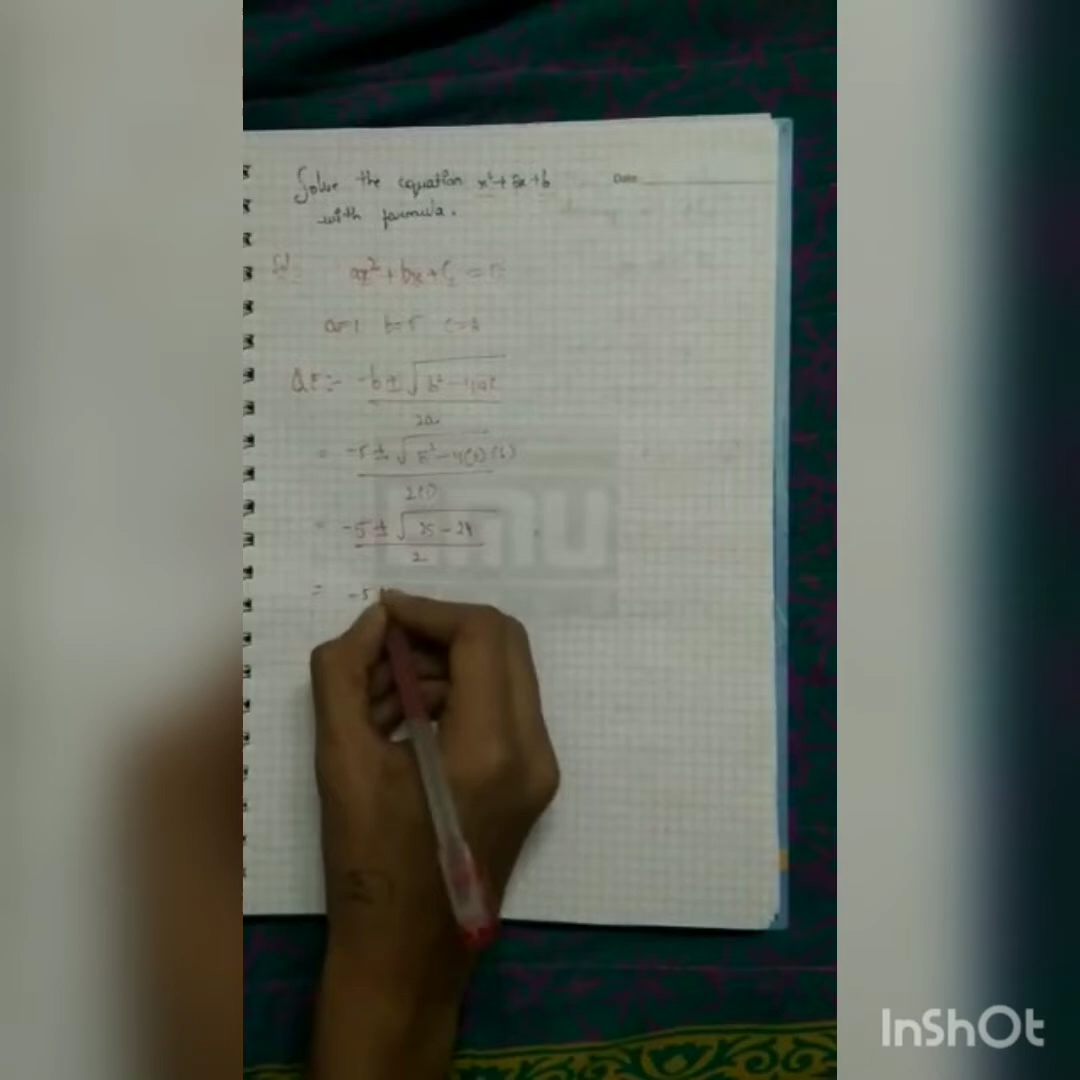 Solve the equation x²+5x+6
Date
with formula.
Sol:
ax²+bx+c = 0
a=1 b=5 c=6
-b ± √b² - 4ac
2a
= -5 ± √5² - 4(1)(6)
2(1)
= -5 ± √25 - 24
2
= -5
InShOt